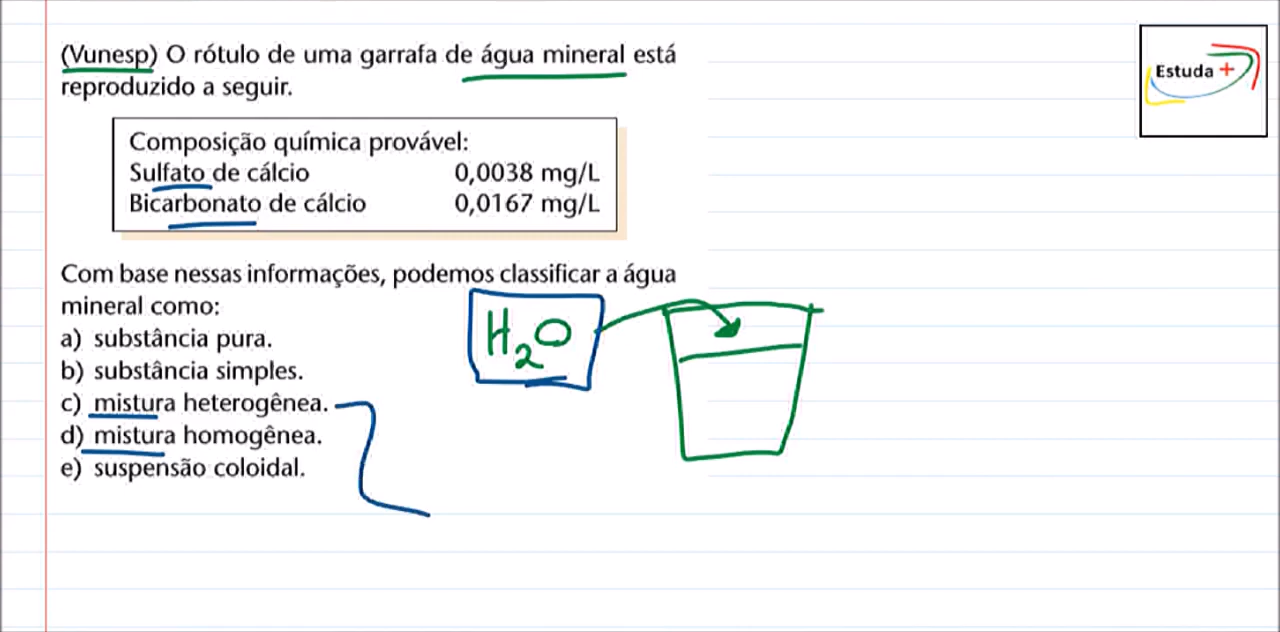 (Vunesp) O rótulo de uma garrafa de água mineral está
reproduzido a seguir.
Estuda +
Composição química provável:
Sulfato de cálcio 0,0038 mg/L
Bicarbonato de cálcio 0,0167 mg/L
Com base nessas informações, podemos classificar a água
mineral como:
a) substância pura.
b) substância simples.
c) mistura heterogênea.
d) mistura homogênea.
e) suspensão coloidal.
H₂O